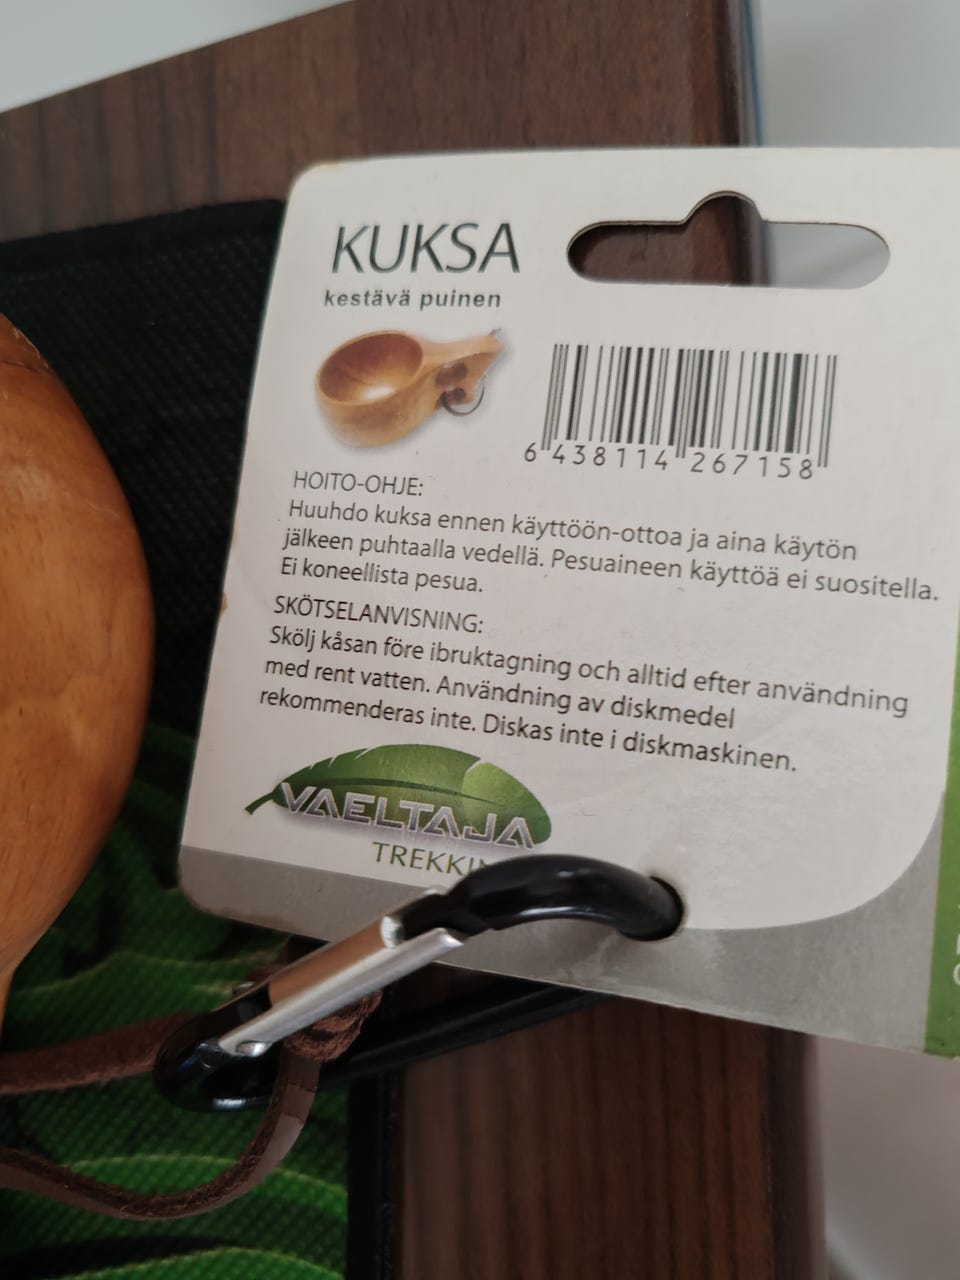 KUKSA
kestävä puinen
6 438114 267158
HOITO-OHJE:
Huuhdo kuksa ennen käyttöön-ottoa ja aina käytön
jälkeen puhtaalla vedellä. Pesuaineen käyttöä ei suositella.
Ei koneellista pesua.
SKÖTSELANVISNING:
Skölj kåsan före ibruktagning och alltid efter användning
med rent vatten. Användning av diskmedel
rekommenderas inte. Diskas inte i diskmaskinen.
VAELTAJA